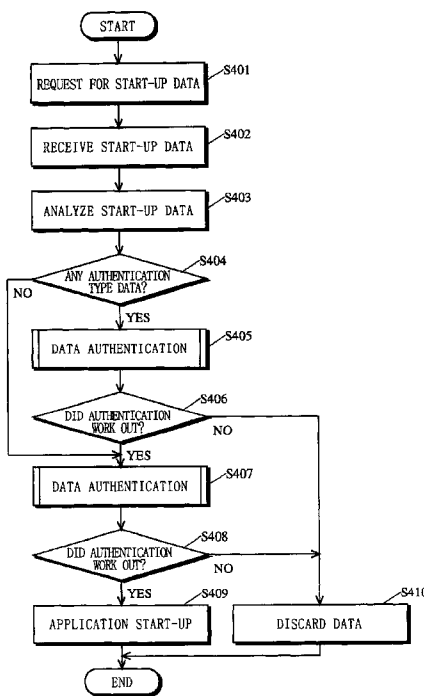 START
REQUEST FOR START-UP DATA
S401
RECEIVE START-UP DATA
S402
ANALYZE START-UP DATA
S403
ANY AUTHENTICATION
TYPE DATA?
S404
NO
YES
DATA AUTHENTICATION
S405
DID AUTHENTICATION
WORK OUT?
S406
NO
YES
DATA AUTHENTICATION
S407
DID AUTHENTICATION
WORK OUT?
S408
NO
YES
APPLICATION START-UP
S409
DISCARD DATA
S410
END